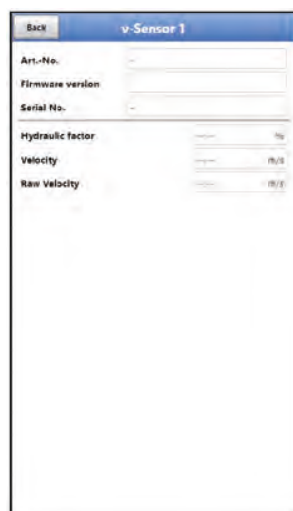 Back v-Sensor 1
Art.-No. -
Firmware version
Serial No. -
Hydraulic factor --.-- %
Velocity --.-- m/s
Raw Velocity --.-- m/s